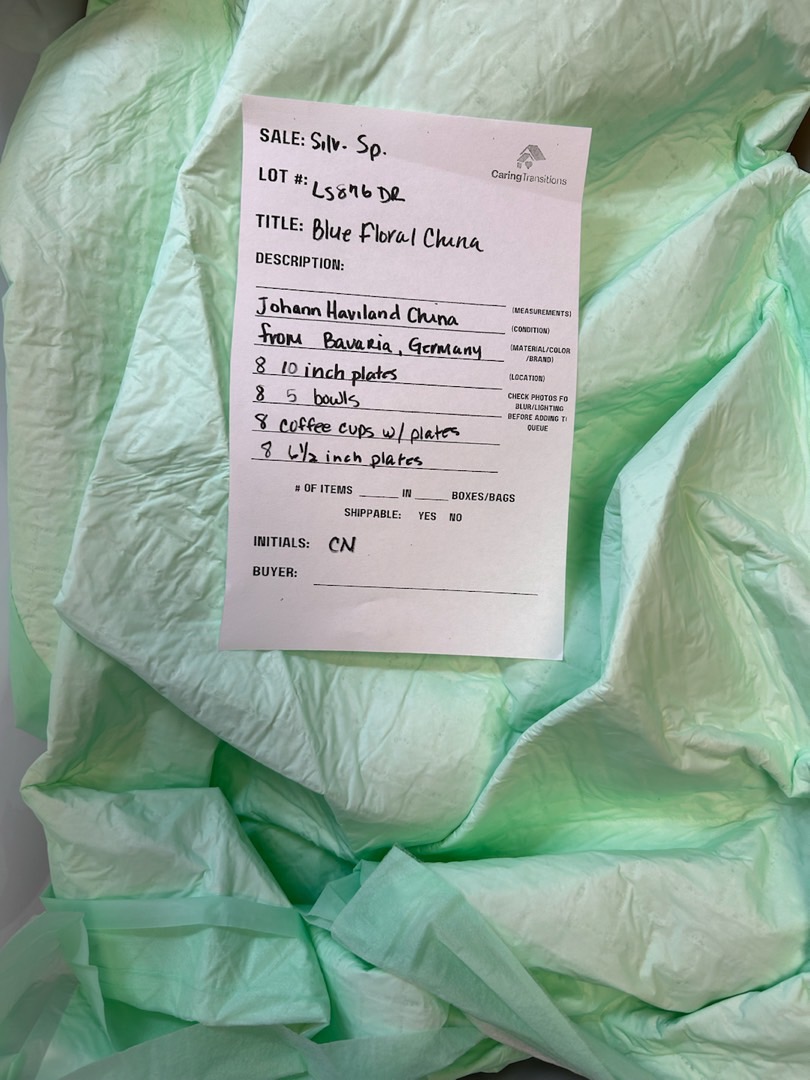 SALE: Silv. Sp.
CaringTransitions
LOT #: LS876 DR
TITLE: Blue Floral China
DESCRIPTION:
(MEASUREMENTS)
Johann Haviland China
(CONDITION)
from Bavaria, Germany
(MATERIAL/COLOR
/BRAND)
8 10 inch plates
(LOCATION)
8 5 bowls
CHECK PHOTOS FO
BLUR/LIGHTING
BEFORE ADDING T
QUEUE
8 coffee cups w/ plates
8 6½ inch plates
# OF ITEMS ______ IN _____ BOXES/BAGS
SHIPPABLE: YES NO
INITIALS: CN
BUYER: